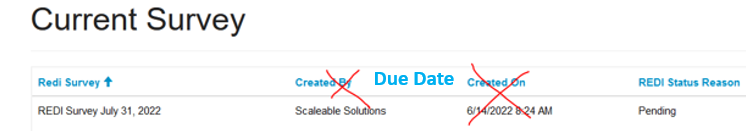 Current Survey
Redi Survey ↑ Created By Due Date Created On REDI Status Reason
REDI Survey July 31, 2022 Scaleable Solutions 6/14/2022 8:24 AM Pending